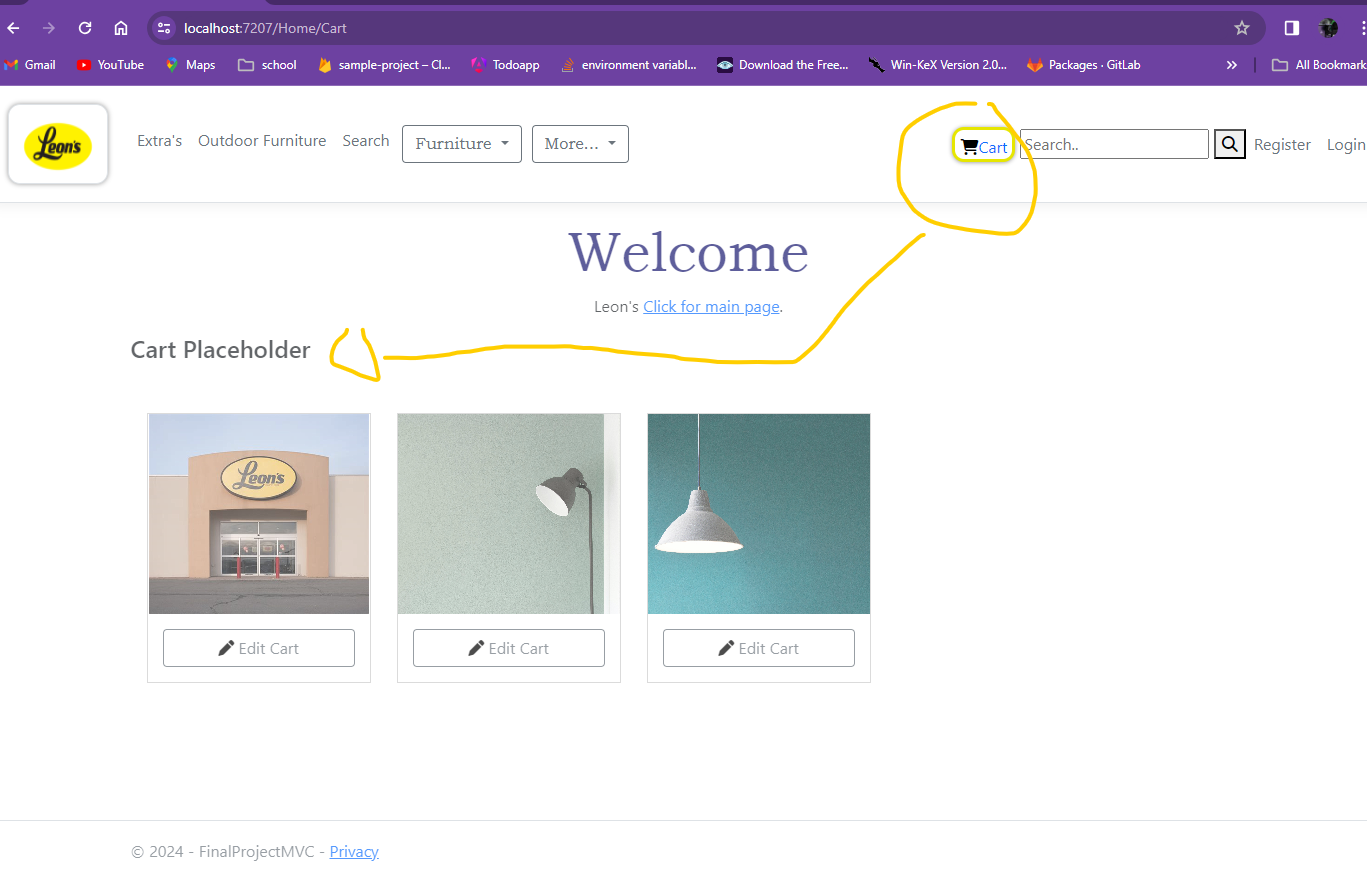 localhost:7207/Home/Cart
Gmail YouTube Maps school sample-project – Cl... Todoapp environment variabl... Download the Free... Win-KeX Version 2.0... Packages · GitLab » All Bookmark
Leon's Extra's Outdoor Furniture Search Furniture More... Cart Search.. Register Login
Welcome
Leon's Click for main page.
Cart Placeholder
Leon's
Edit Cart Edit Cart Edit Cart
© 2024 - FinalProjectMVC - Privacy